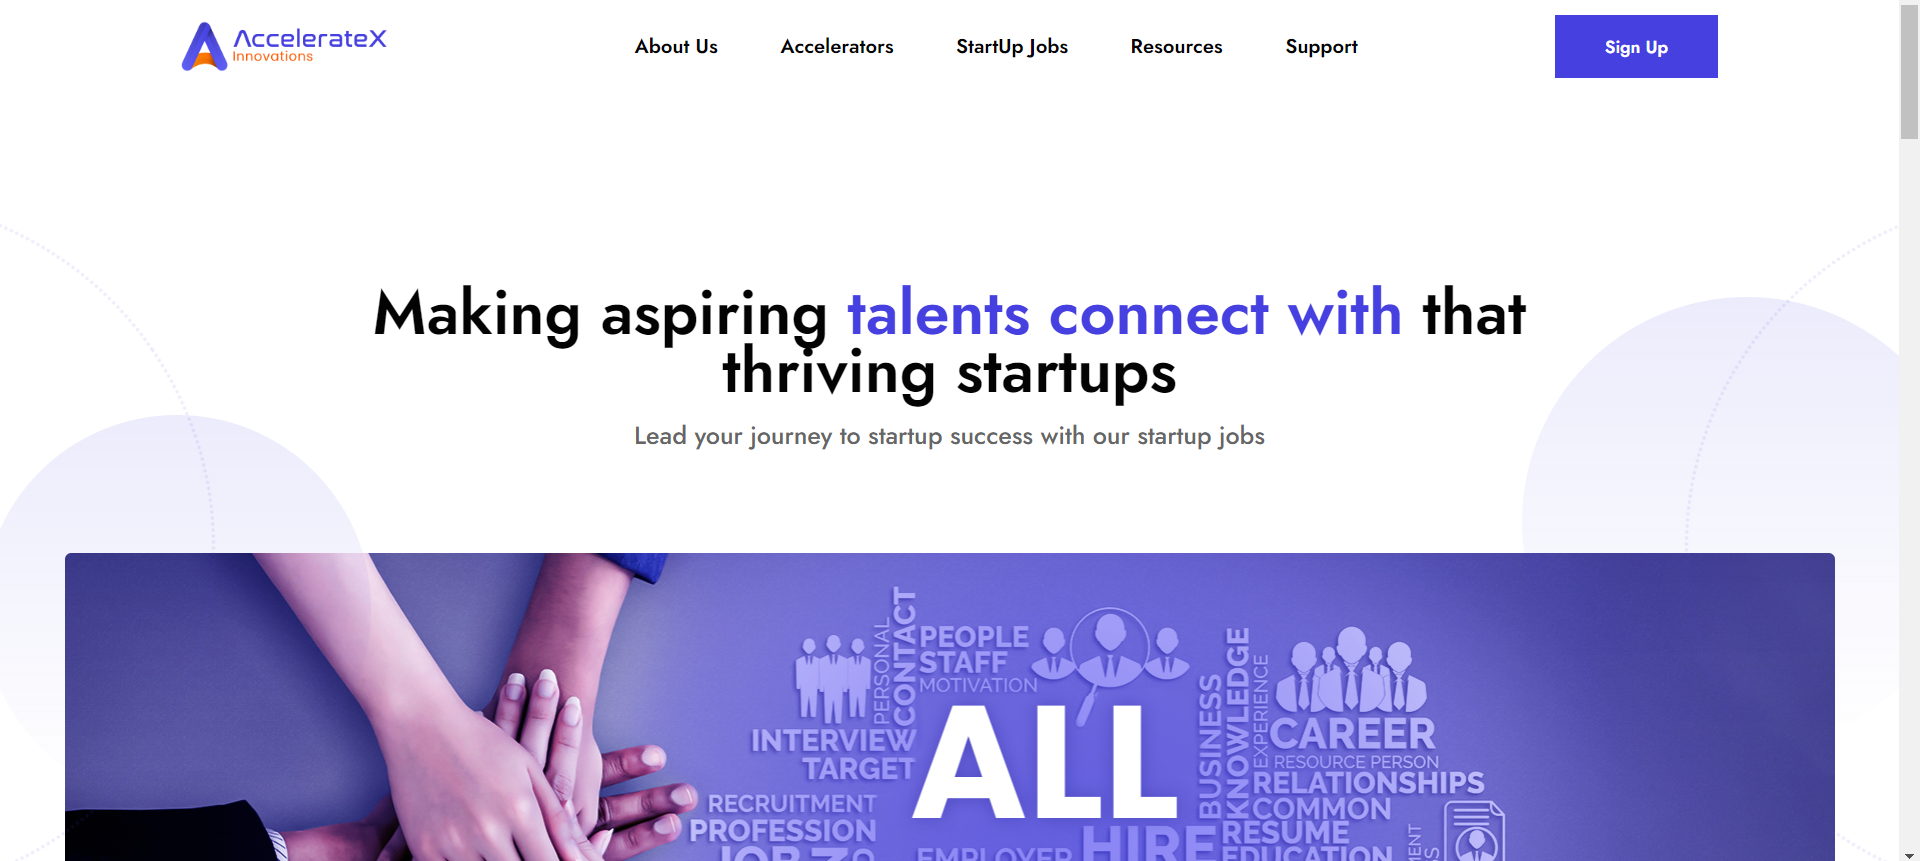 AccelerateX
Innovations
About Us
Accelerators
StartUp Jobs
Resources
Support
Sign Up
Making aspiring talents connect with that
thriving startups
Lead your journey to startup success with our startup jobs
PERSONAL
CONTACT
PEOPLE
STAFF
MOTIVATION
INTERVIEW
TARGET
RECRUITMENT
PROFESSION
JOB
ALL
HIRE
EMPLOYER
BUSINESS
KNOWLEDGE
EXPERIENCE
CAREER
RESOURCE PERSON
RELATIONSHIPS
COMMON
RESUME
EDUCATION